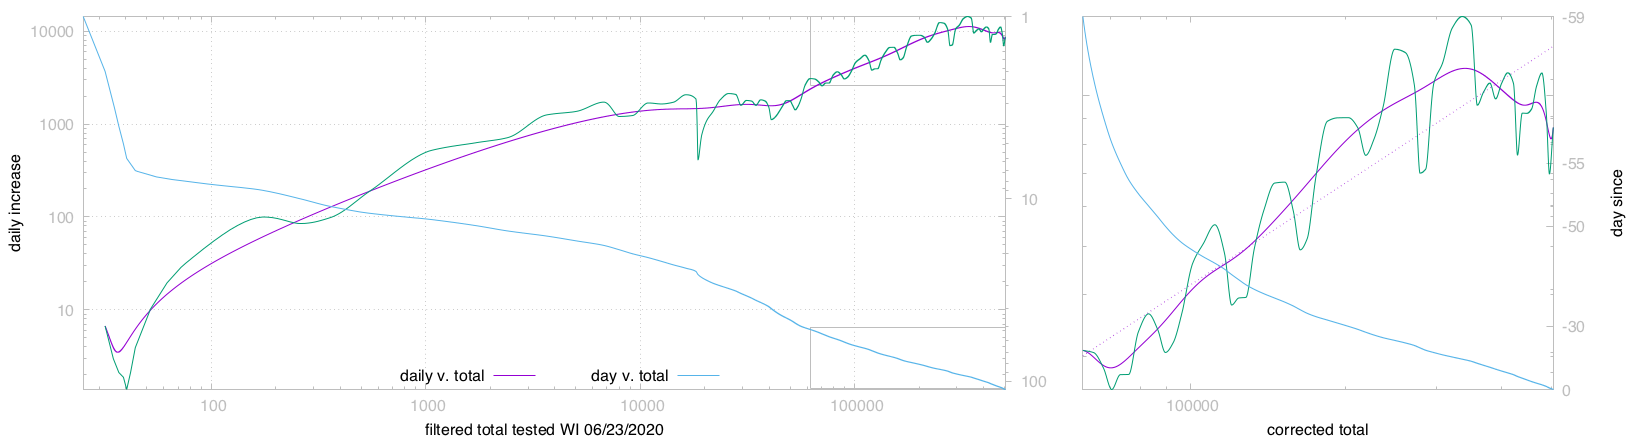 10000
1000
100
10
daily increase
100
1000
10000
100000
filtered total tested WI 06/23/2020
daily v. total
day v. total
1
10
100
100000
corrected total
-59
-55
-50
-30
0
day since